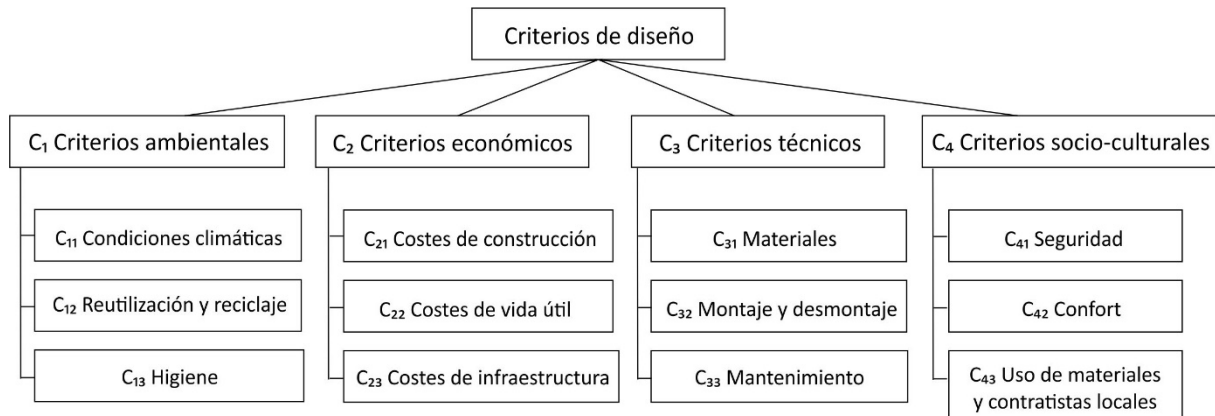 Criterios de diseño
C₁ Criterios ambientales
C₂ Criterios económicos
C₃ Criterios técnicos
C₄ Criterios socio-culturales
C₁₁ Condiciones climáticas
C₂₁ Costes de construcción
C₃₁ Materiales
C₄₁ Seguridad
C₁₂ Reutilización y reciclaje
C₂₂ Costes de vida útil
C₃₂ Montaje y desmontaje
C₄₂ Confort
C₁₃ Higiene
C₂₃ Costes de infraestructura
C₃₃ Mantenimiento
C₄₃ Uso de materiales
y contratistas locales